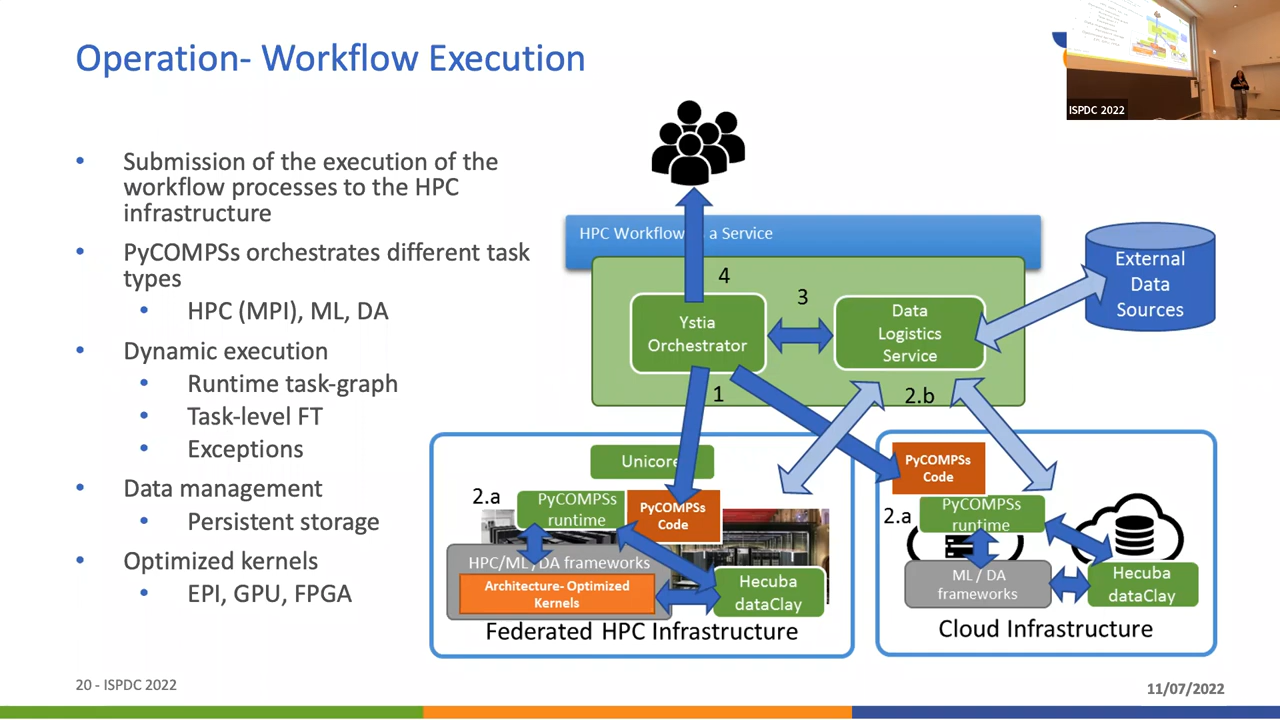 Operation- Workflow Execution
ISPDC 2022
• Submission of the execution of the
workflow processes to the HPC
infrastructure
• PyCOMPSs orchestrates different task
types
• HPC (MPI), ML, DA
• Dynamic execution
• Runtime task-graph
• Task-level FT
• Exceptions
• Data management
• Persistent storage
• Optimized kernels
• EPI, GPU, FPGA
HPC Workflow a Service
4
3
Ystia
Orchestrator
Data
Logistics
Service
External
Data
Sources
1
2.b
Unicore
2.a
PyCOMPSs
runtime
PyCOMPSs
Code
HPC/ML/DA frameworks
Architecture- Optimized
Kernels
Hecuba
dataClay
Federated HPC Infrastructure
PyCOMPSs
Code
2.a
PyCOMPSs
runtime
ML / DA
frameworks
Hecuba
dataClay
Cloud Infrastructure
20 - ISPDC 2022
11/07/2022